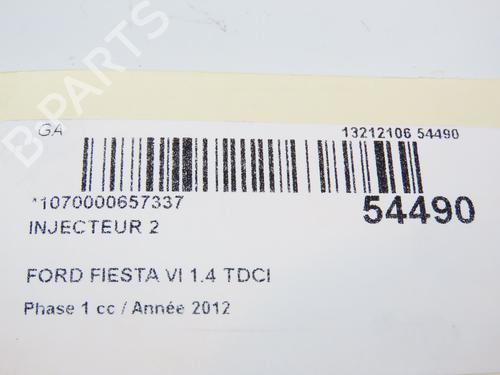 B-PARTS
GA 13212106 54490
*1070000657337 54490
INJECTEUR 2
FORD FIESTA VI 1.4 TDCI
Phase 1 cc / Année 2012